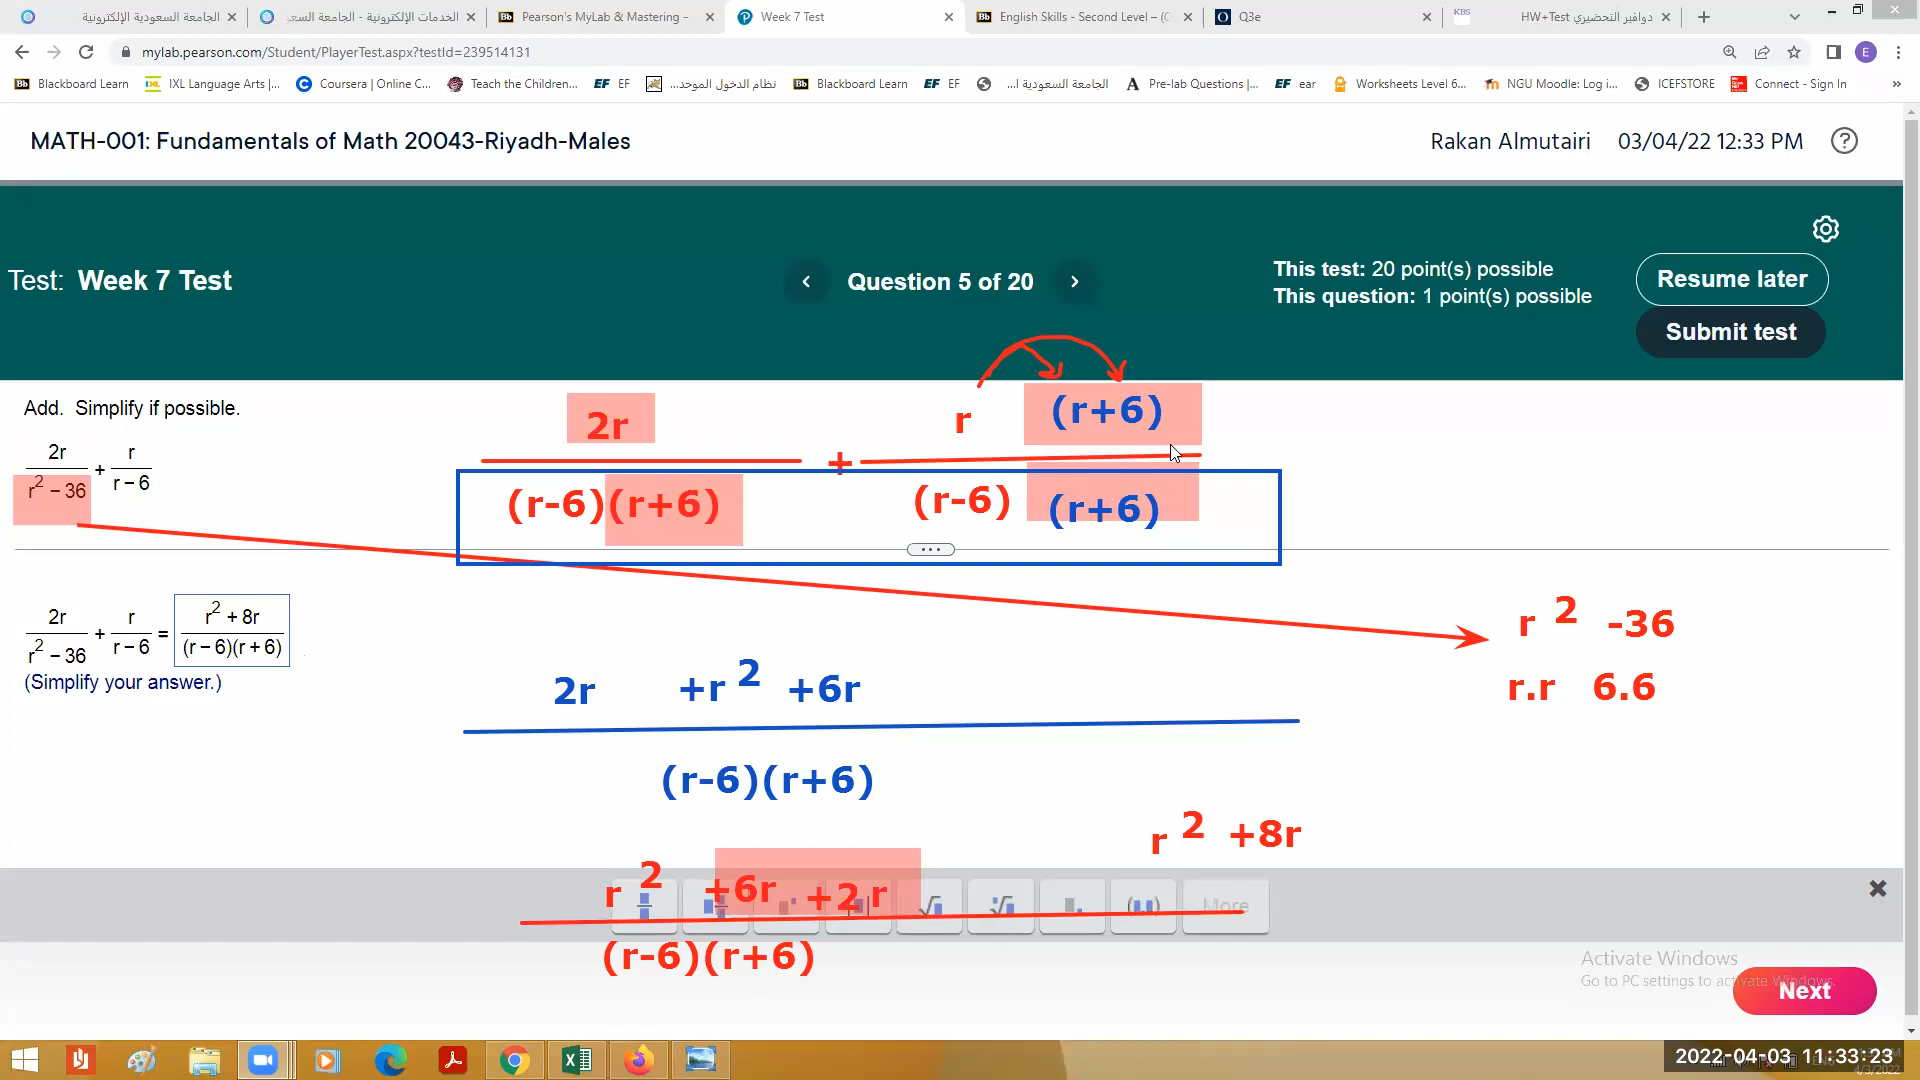 الجامعة السعودية الإلكترونية
الخدمات الإلكترونية - الجامعة السعو
Pearson's MyLab & Mastering –
Week 7 Test
English Skills - Second Level – (C
Q3e
KBS
HW+Test دوافير التحضيري
mylab.pearson.com/Student/PlayerTest.aspx?testId=239514131
E
Blackboard Learn
IXL Language Arts |...
Coursera | Online C...
Teach the Children...
EF EF
نظام الدخول الموحد...
Blackboard Learn
EF EF
الجامعة السعودية ا...
Pre-lab Questions |...
EF ear
Worksheets Level 6...
NGU Moodle: Log i...
ICEFSTORE
Connect - Sign In
»
MATH-001: Fundamentals of Math 20043-Riyadh-Males
Rakan Almutairi 03/04/22 12:33 PM ?
Test: Week 7 Test
‹ Question 5 of 20 ›
This test: 20 point(s) possible
This question: 1 point(s) possible
Resume later
Submit test
Add. Simplify if possible.
2r r
+
r² − 36 r − 6
2r r (r+6)
+
(r-6)(r+6) (r-6) (r+6)
2r r r² + 8r
+ =
r² − 36 r − 6 (r − 6)(r + 6)
(Simplify your answer.)
r² -36
r.r 6.6
2r +r² +6r
(r-6)(r+6)
r² +8r
r² +6r +2r
More
(r-6)(r+6)
Activate Windows
Go to PC settings to activate Windows.
Next
2022-04-03 11:33:23
4/3/2022